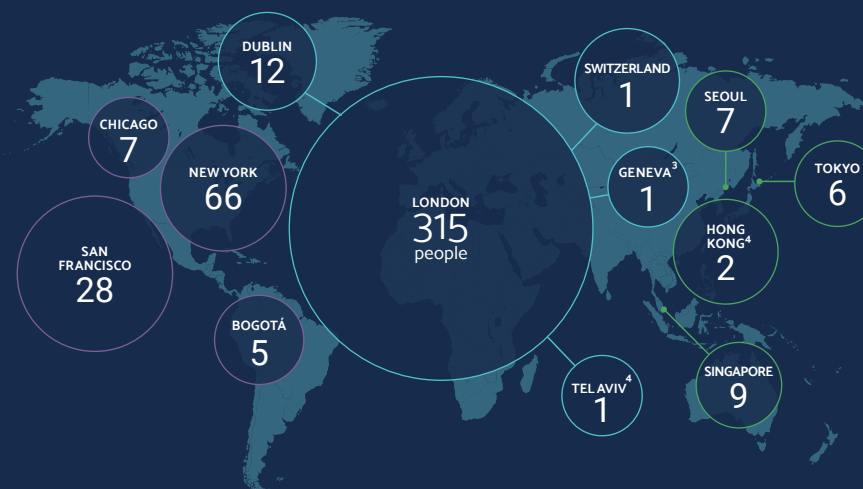 DUBLIN
12
SWITZERLAND
1
SEOUL
7
CHICAGO
7
NEW YORK
66
GENEVA³
1
TOKYO
6
LONDON
315
people
HONG
KONG⁴
2
SAN
FRANCISCO
28
BOGOTÁ
5
TEL AVIV⁴
1
SINGAPORE
9